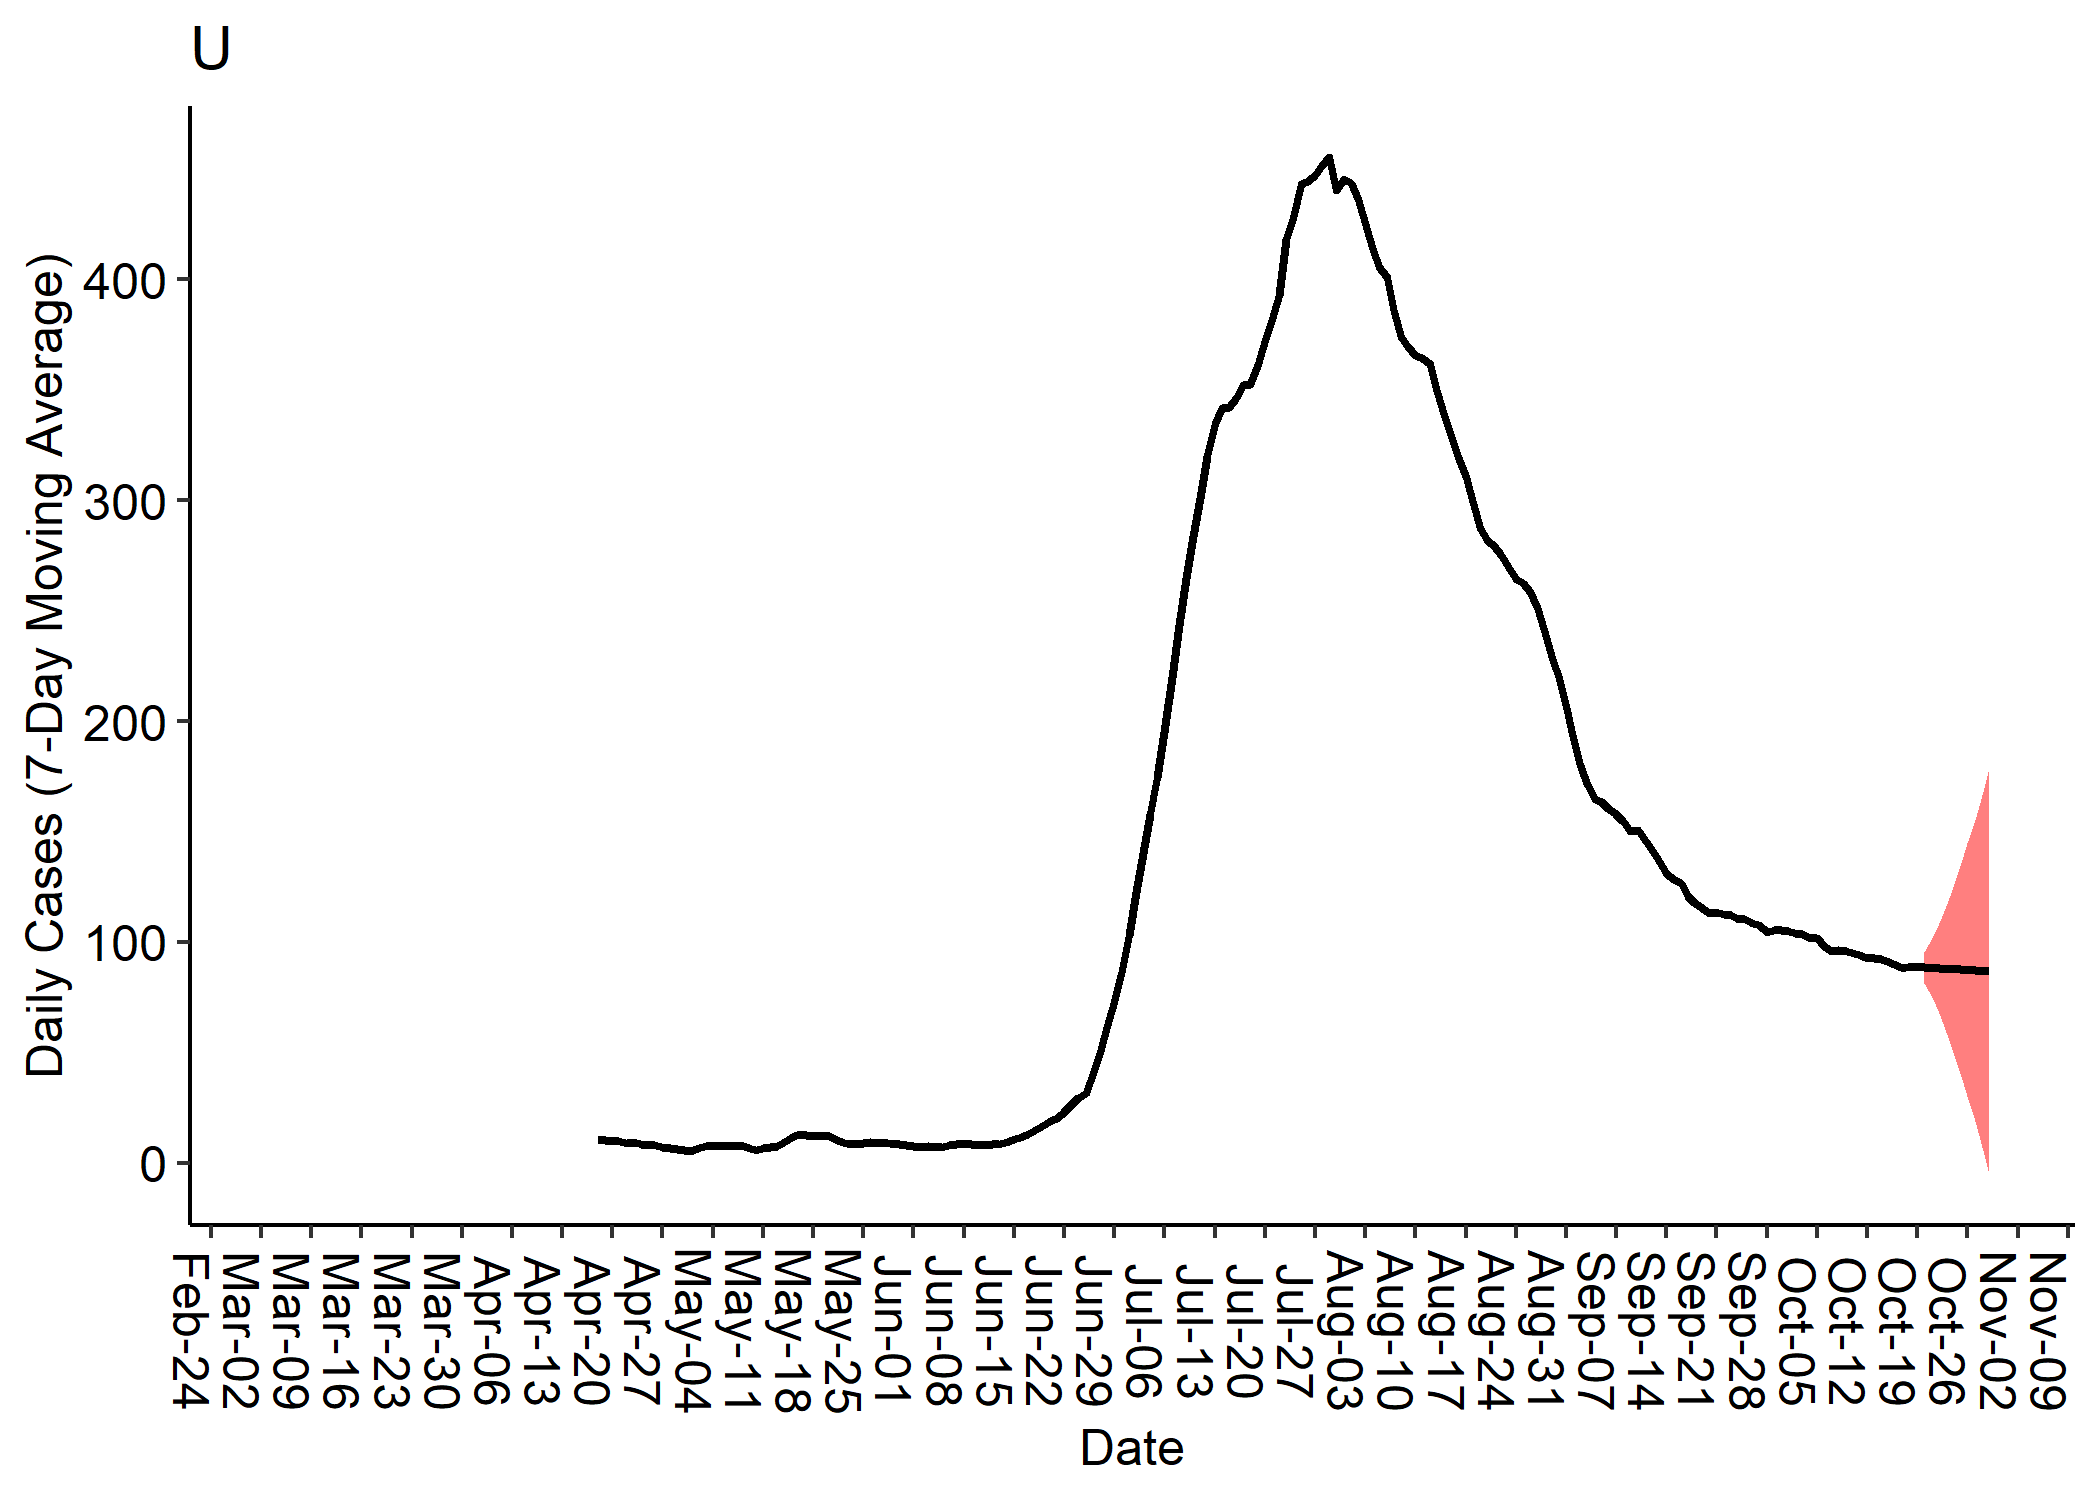 U
Daily Cases (7-Day Moving Average)
400
300
200
100
0
Feb-24
Mar-02
Mar-09
Mar-16
Mar-23
Mar-30
Apr-06
Apr-13
Apr-20
Apr-27
May-04
May-11
May-18
May-25
Jun-01
Jun-08
Jun-15
Jun-22
Jun-29
Jul-06
Jul-13
Jul-20
Jul-27
Aug-03
Aug-10
Aug-17
Aug-24
Aug-31
Sep-07
Sep-14
Sep-21
Sep-28
Oct-05
Oct-12
Oct-19
Oct-26
Nov-02
Nov-09
Date